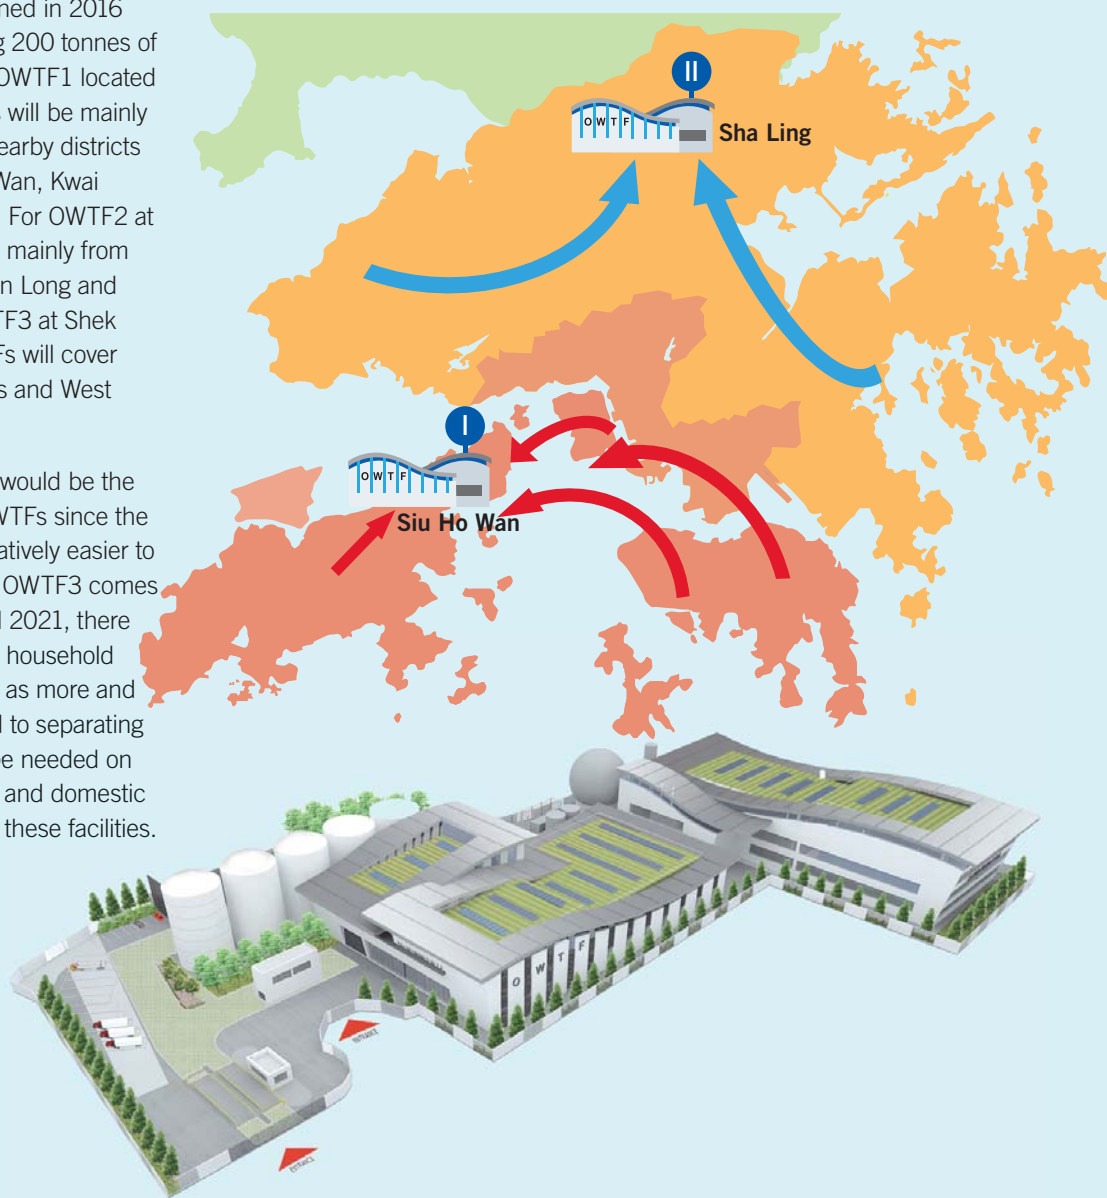 ned in 2016
g 200 tonnes of
OWTF1 located
s will be mainly
earby districts
Wan, Kwai
. For OWTF2 at
mainly from
n Long and
TF3 at Shek
Fs will cover
s and West
would be the
WTFs since the
atively easier to
OWTF3 comes
d 2021, there
household
as more and
d to separating
be needed on
and domestic
these facilities.
II
OWTF
Sha Ling
I
OWTF
Siu Ho Wan
O W T F
ENTRANCE
ENTRANCE